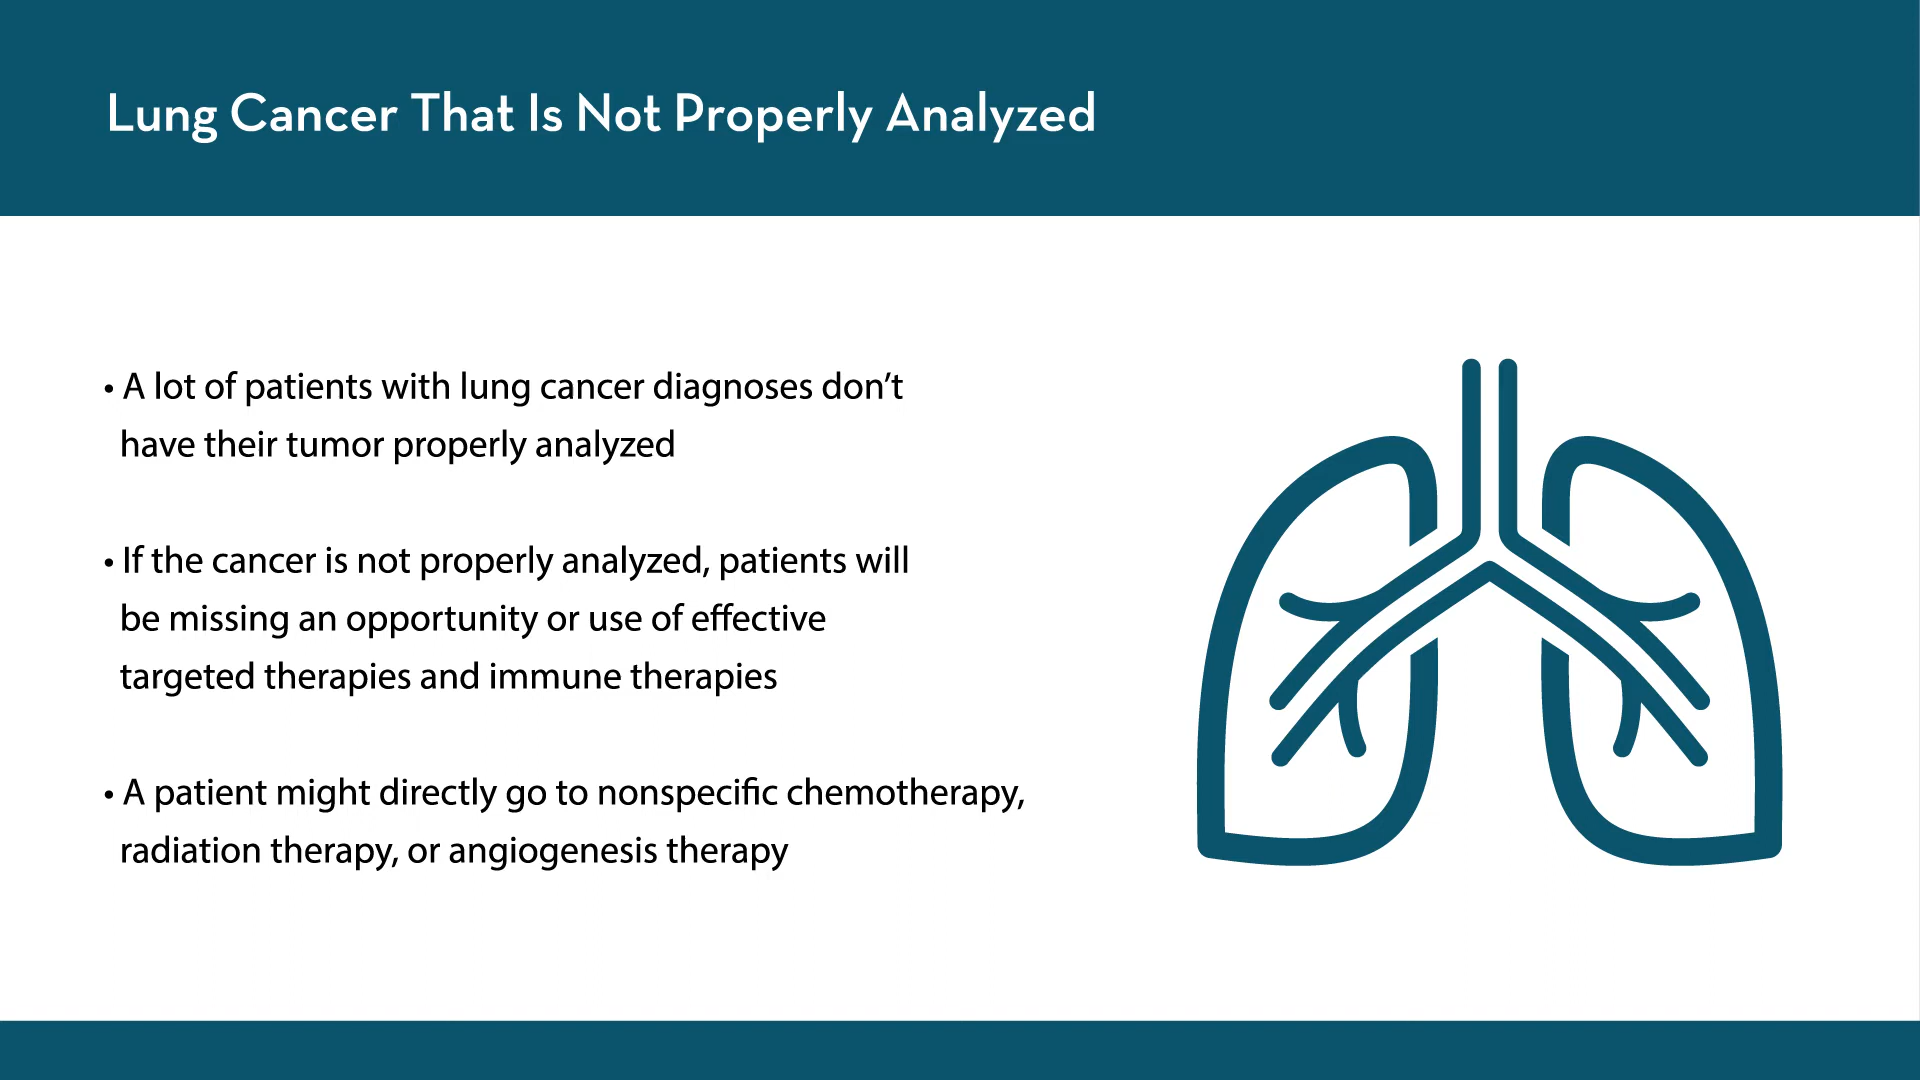 Lung Cancer That Is Not Properly Analyzed
• A lot of patients with lung cancer diagnoses don’t
have their tumor properly analyzed
• If the cancer is not properly analyzed, patients will
be missing an opportunity or use of effective
targeted therapies and immune therapies
• A patient might directly go to nonspecific chemotherapy,
radiation therapy, or angiogenesis therapy